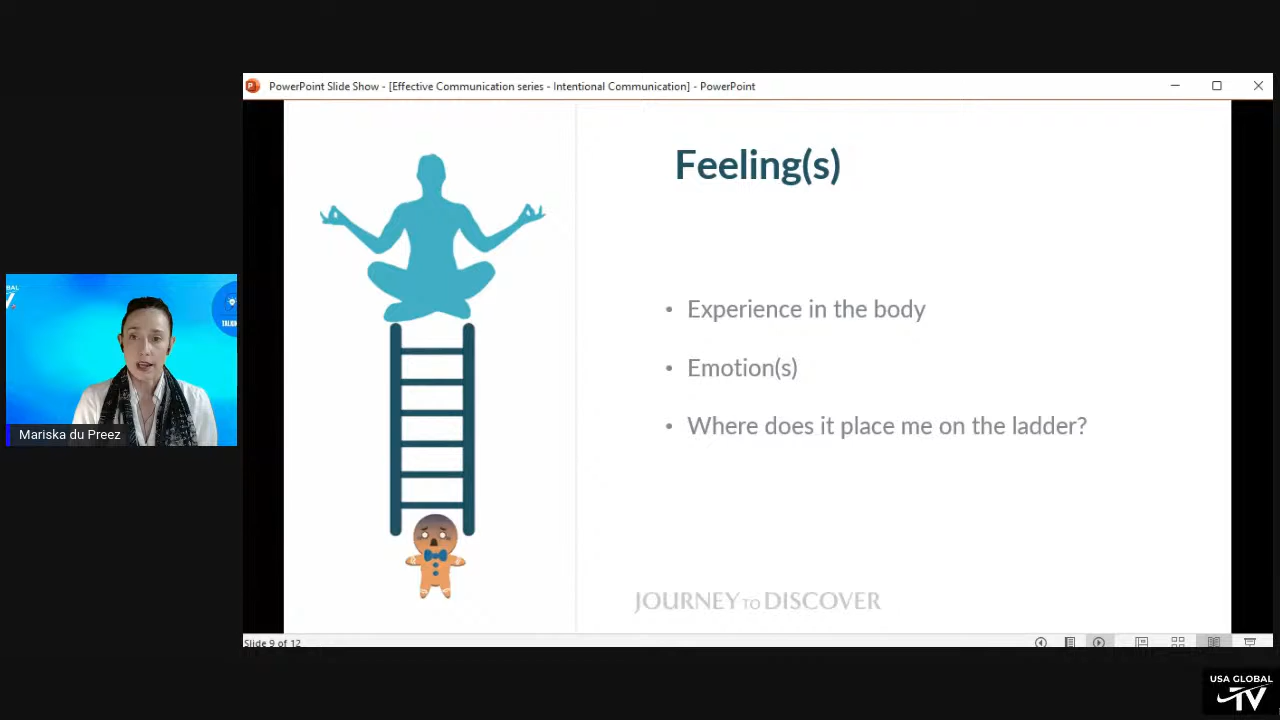 PowerPoint Slide Show - [Effective Communication series - Intentional Communication] - PowerPoint
Feeling(s)
• Experience in the body
• Emotion(s)
• Where does it place me on the ladder?
JOURNEY TO DISCOVER
Slide 9 of 12
TALKIN
Mariska du Preez
USA GLOBAL
TV